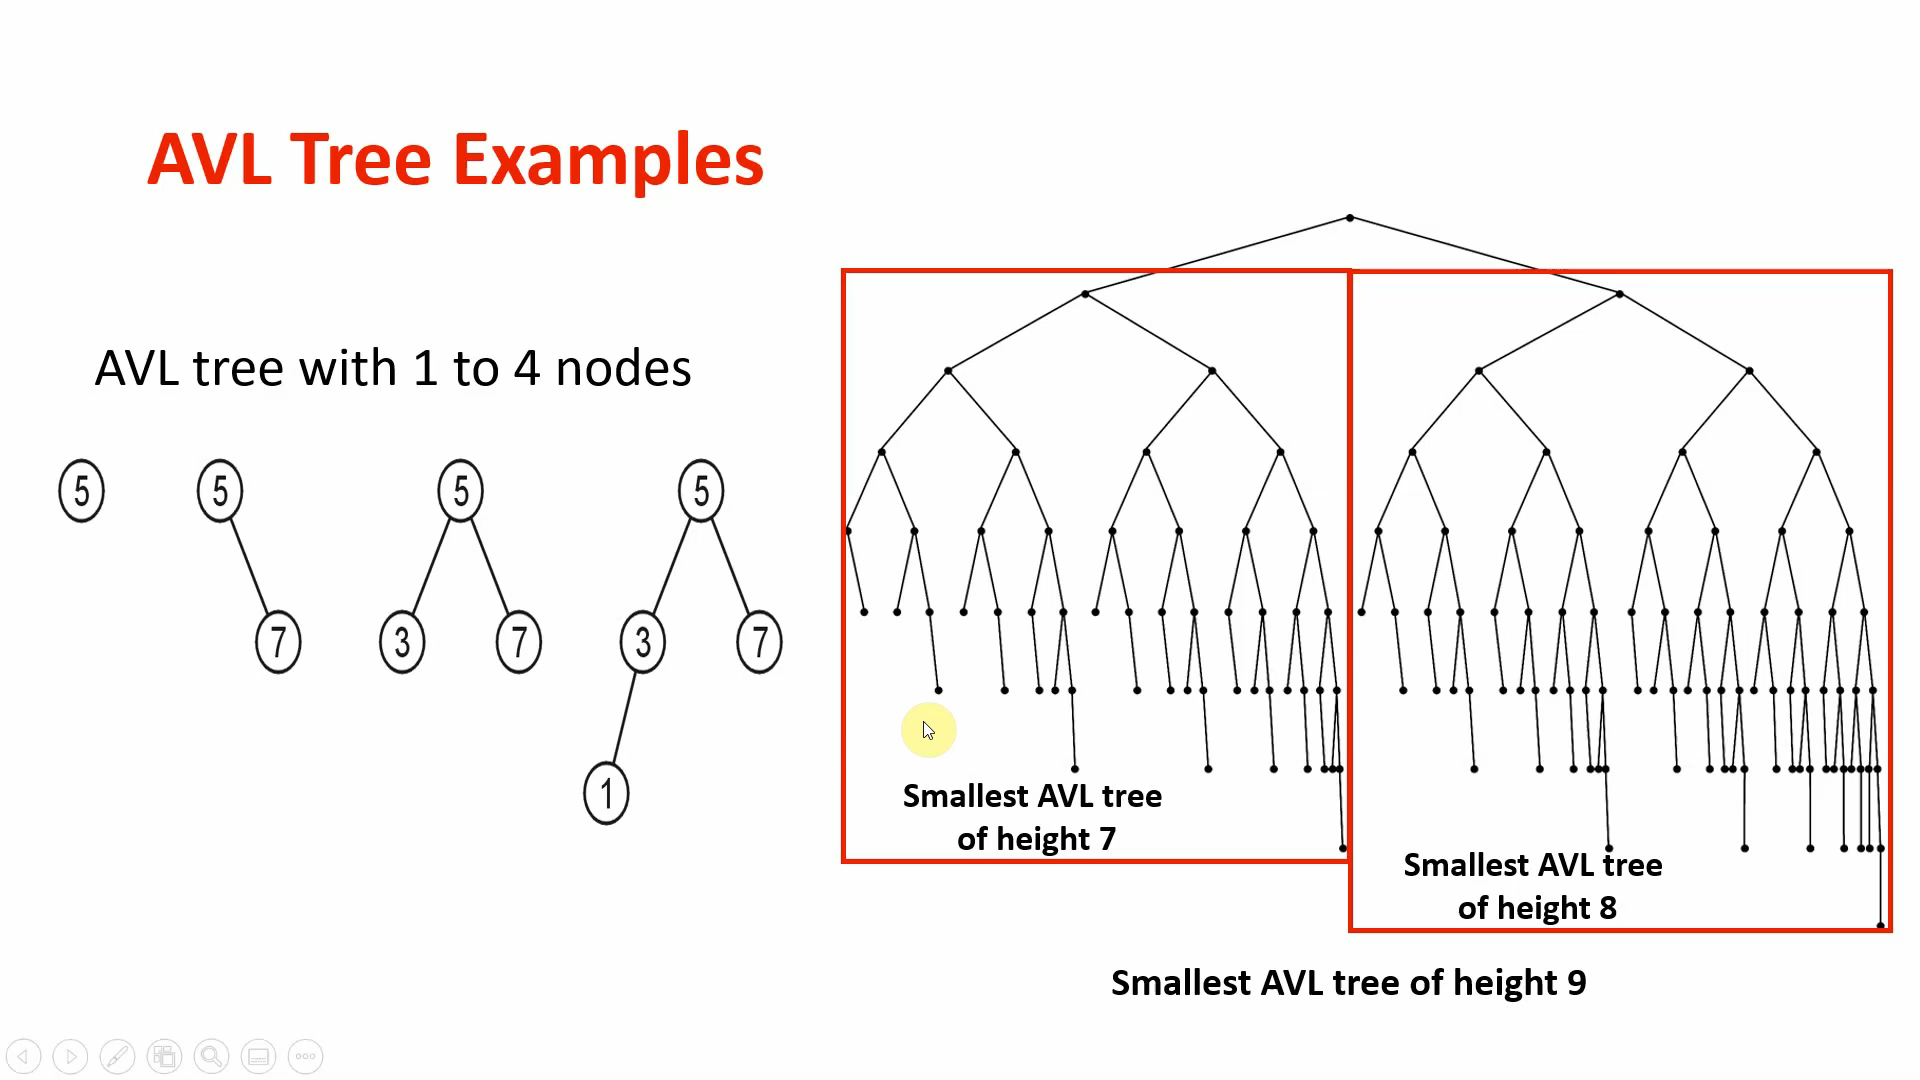 AVL Tree Examples
AVL tree with 1 to 4 nodes
5 5 5 5
7 3 7 3 7
1
Smallest AVL tree
of height 7
Smallest AVL tree
of height 8
Smallest AVL tree of height 9